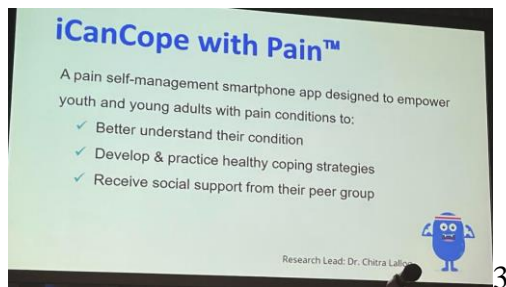 iCanCope with Pain™
A pain self-management smartphone app designed to empower
youth and young adults with pain conditions to:
✓ Better understand their condition
✓ Develop & practice healthy coping strategies
✓ Receive social support from their peer group
Research Lead: Dr. Chitra
3